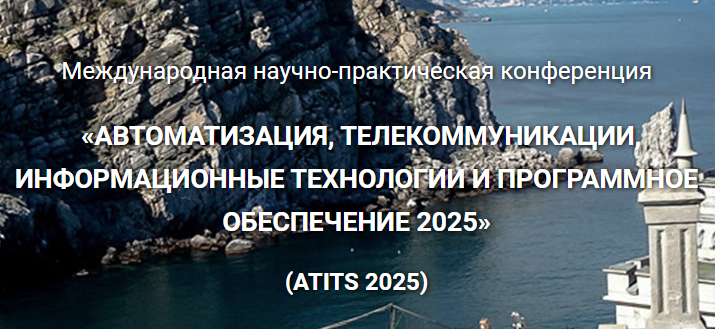 Международная научно-практическая конференция
«АВТОМАТИЗАЦИЯ, ТЕЛЕКОММУНИКАЦИИ,
ИНФОРМАЦИОННЫЕ ТЕХНОЛОГИИ И ПРОГРАММНОЕ
ОБЕСПЕЧЕНИЕ 2025»
(ATITS 2025)